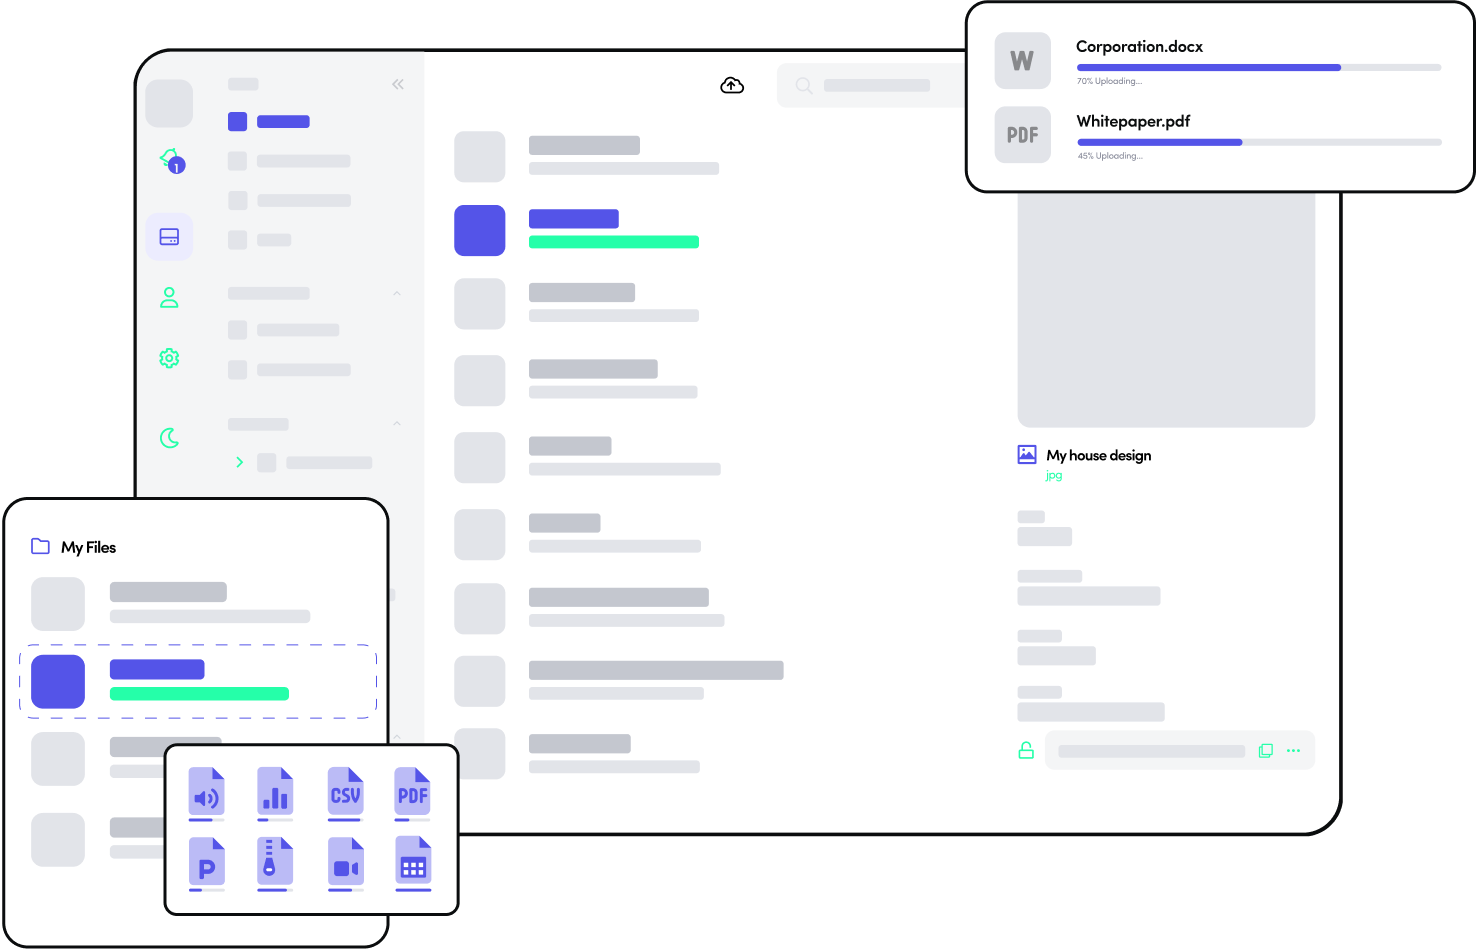 W
Corporation.docx
70% Uploading...
PDF
Whitepaper.pdf
45% Uploading...
1
My house design
jpg
My Files
CSV
PDF
P